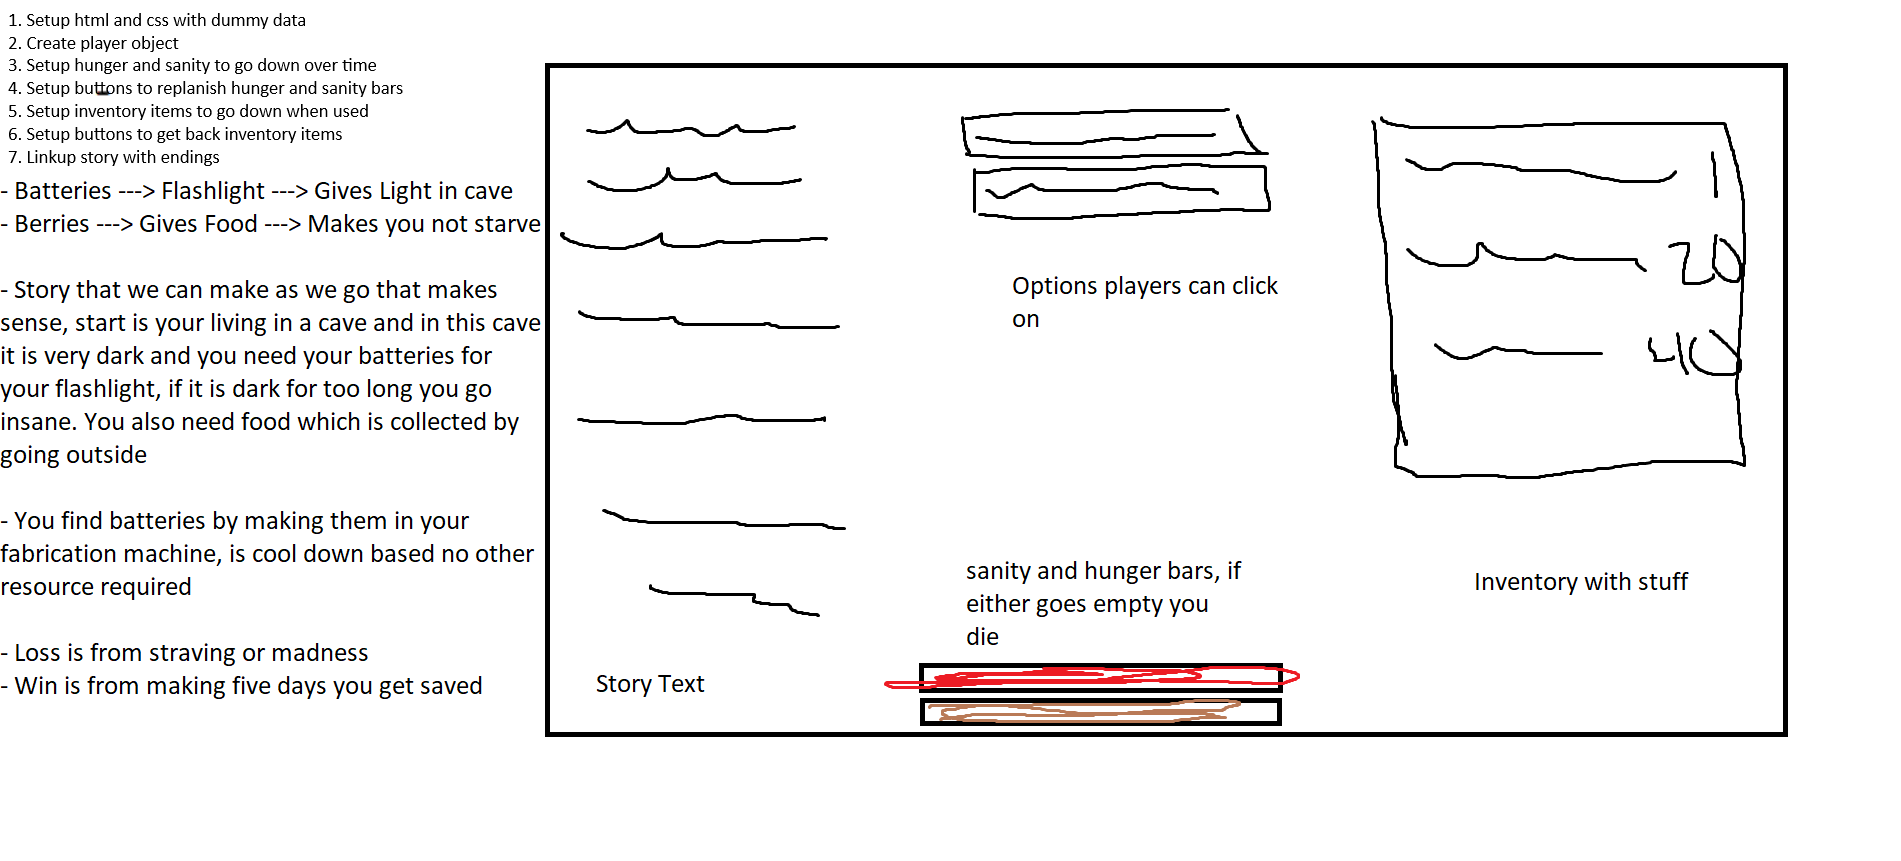 1. Setup html and css with dummy data
2. Create player object
3. Setup hunger and sanity to go down over time
4. Setup buttons to replanish hunger and sanity bars
5. Setup inventory items to go down when used
6. Setup buttons to get back inventory items
7. Linkup story with endings
- Batteries ---> Flashlight ---> Gives Light in cave
- Berries ---> Gives Food ---> Makes you not starve
- Story that we can make as we go that makes
sense, start is your living in a cave and in this cave
it is very dark and you need your batteries for
your flashlight, if it is dark for too long you go
insane. You also need food which is collected by
going outside
- You find batteries by making them in your
fabrication machine, is cool down based no other
resource required
- Loss is from straving or madness
- Win is from making five days you get saved
Story Text
Options players can click
on
sanity and hunger bars, if
either goes empty you
die
1
20
40
Inventory with stuff